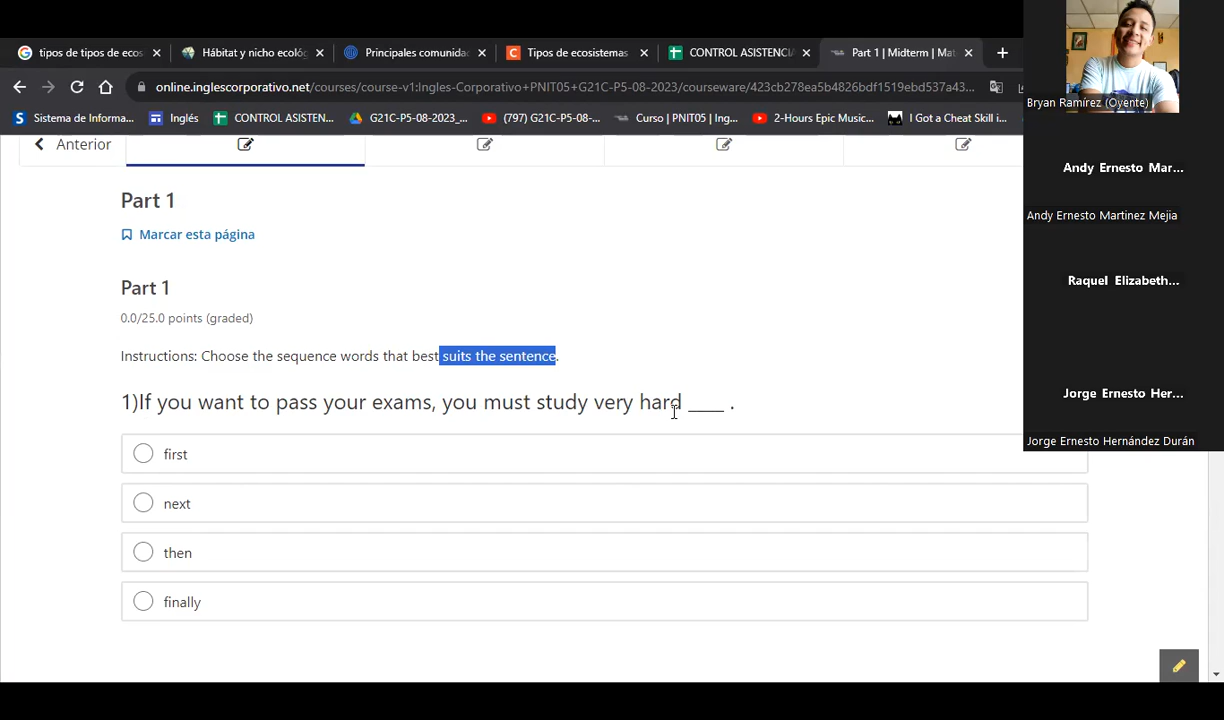 tipos de tipos de ecos
Hábitat y nicho ecológ
Principales comunidad
Tipos de ecosistemas
CONTROL ASISTENCI
Part 1 | Midterm | Mat
online.inglescorporativo.net/courses/course-v1:Ingles-Corporativo+PNIT05+G21C-P5-08-2023/courseware/423cb278ea5b4826bdf1519ebd537a43...
Sistema de Informa...
Inglés
CONTROL ASISTEN...
G21C-P5-08-2023_...
(797) G21C-P5-08-...
Curso | PNIT05 | Ing...
2-Hours Epic Music...
I Got a Cheat Skill i...
Anterior
Part 1
Marcar esta página
Part 1
0.0/25.0 points (graded)
Instructions: Choose the sequence words that best suits the sentence.
1)If you want to pass your exams, you must study very hard ____ .
first
next
then
finally
Bryan Ramírez (Oyente)
Andy Ernesto Mar...
Andy Ernesto Martinez Mejia
Raquel Elizabeth...
Jorge Ernesto Her...
Jorge Ernesto Hernández Durán